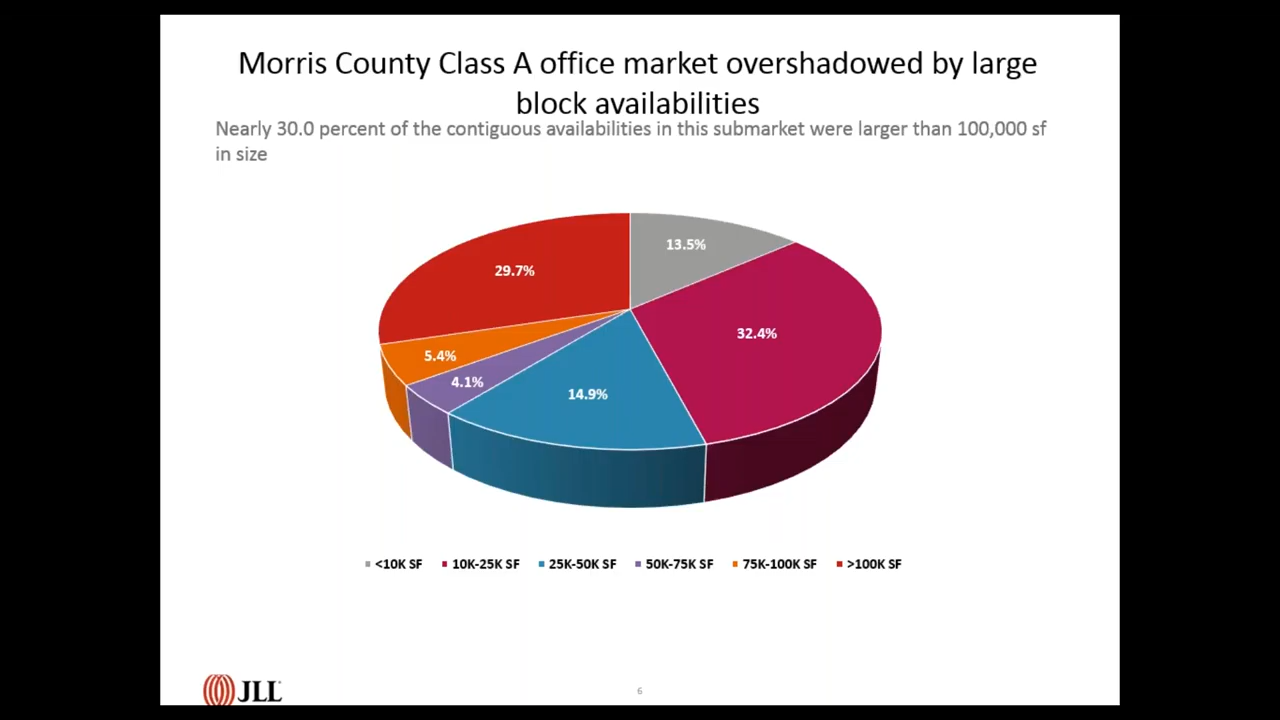 Morris County Class A office market overshadowed by large
block availabilities
Nearly 30.0 percent of the contiguous availabilities in this submarket were larger than 100,000 sf
in size
13.5%
29.7%
32.4%
5.4%
4.1%
14.9%
<10K SF 10K-25K SF 25K-50K SF 50K-75K SF 75K-100K SF >100K SF
JLL
6